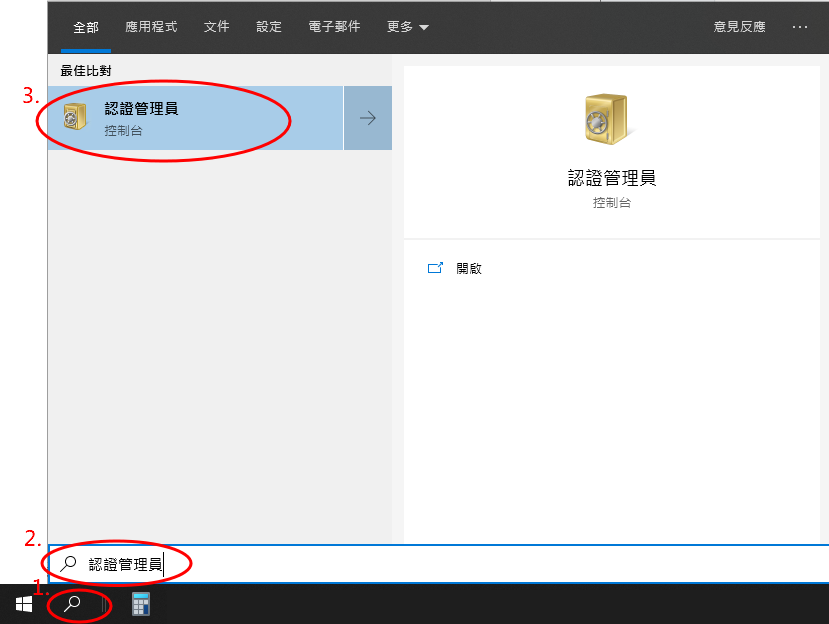 全部 應用程式 文件 設定 電子郵件 更多 意見反應 ...
最佳比對
3.
認證管理員
控制台
認證管理員
控制台
開啟
2.
認證管理員
1.